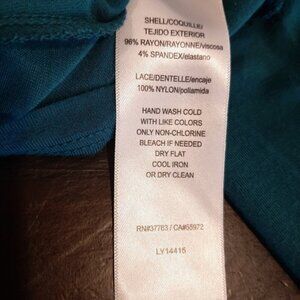 SHELL/COQUILLE/
TEJIDO EXTERIOR
96% RAYON/RAYONNE/viscosa
4% SPANDEX/elastano
LACE/DENTELLE/encaje
100% NYLON/poliamida
HAND WASH COLD
WITH LIKE COLORS
ONLY NON-CHLORINE
BLEACH IF NEEDED
DRY FLAT
COOL IRON
OR DRY CLEAN
RN#37763 / CA#55972
LY14415